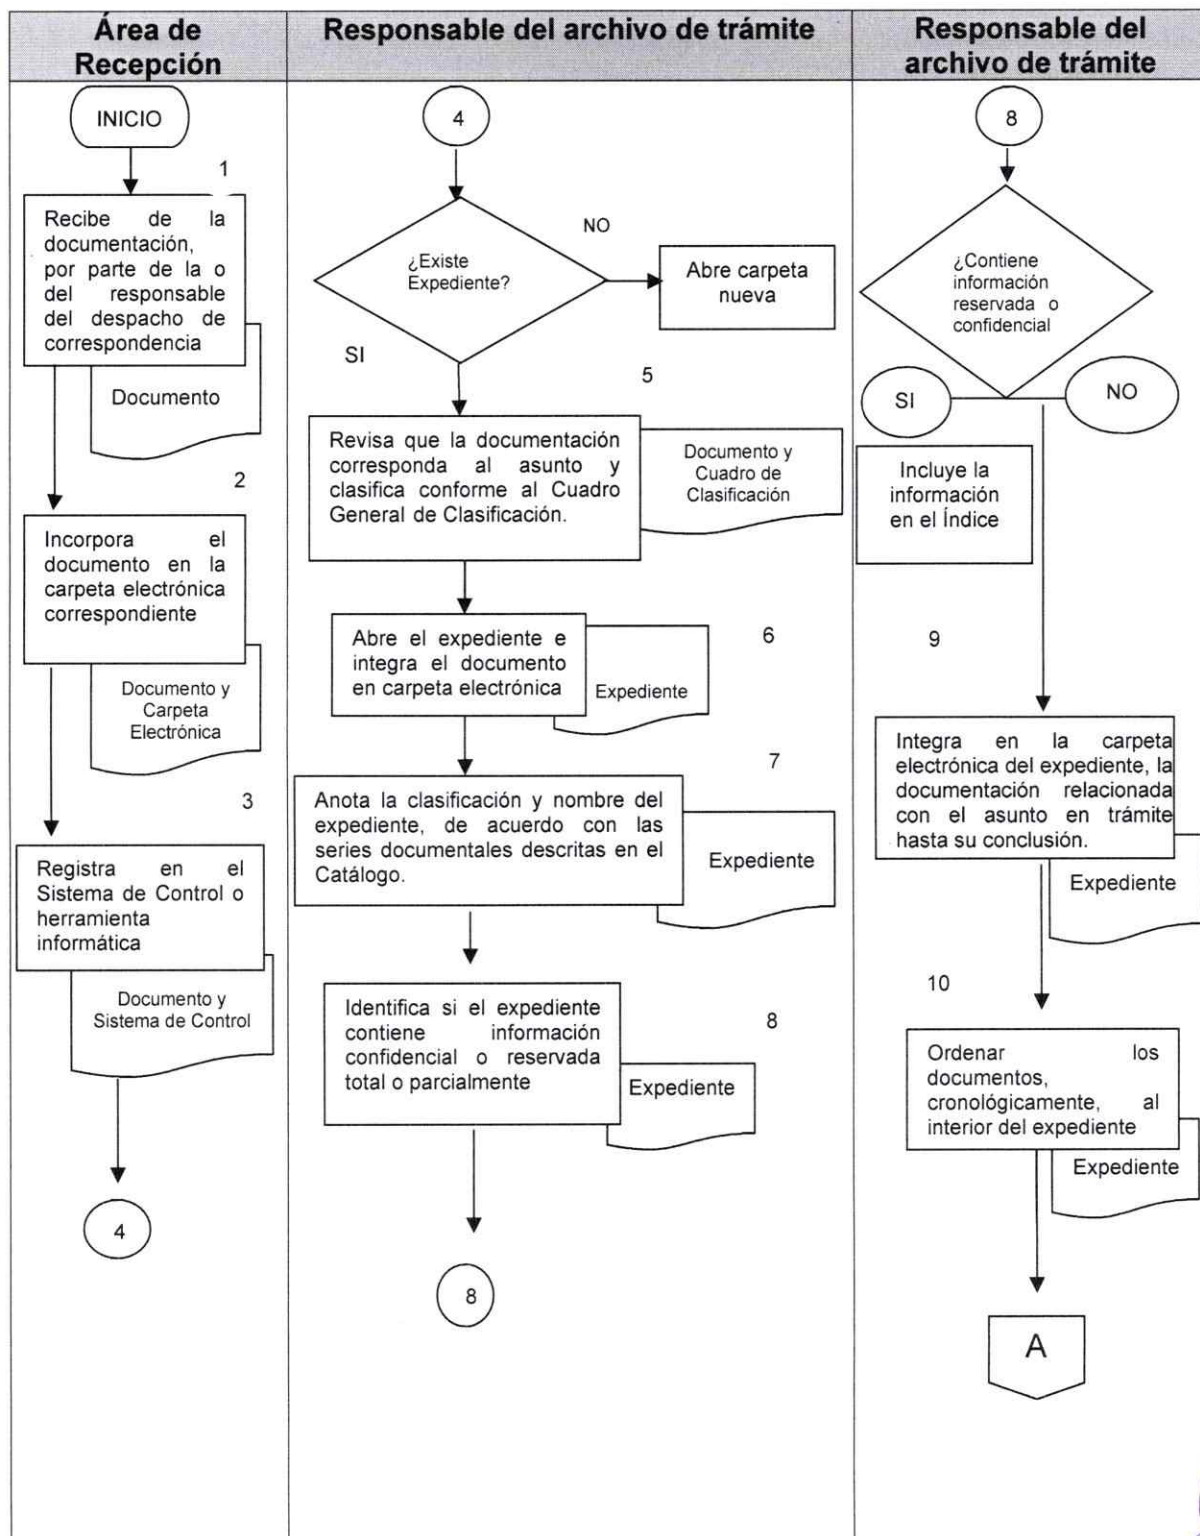 Área de
Recepción
Responsable del archivo de trámite
Responsable del
archivo de trámite
INICIO
1
Recibe de la
documentación,
por parte de la o
del responsable
del despacho de
correspondencia
Documento
2
Incorpora el
documento en la
carpeta electrónica
correspondiente
Documento y
Carpeta
Electrónica
3
Registra en el
Sistema de Control o
herramienta
informática
Documento y
Sistema de Control
4
4
¿Existe
Expediente?
NO
Abre carpeta
nueva
SI
5
Revisa que la documentación
corresponda al asunto y
clasifica conforme al Cuadro
General de Clasificación.
Documento y
Cuadro de
Clasificación
6
Abre el expediente e
integra el documento
en carpeta electrónica
Expediente
7
Anota la clasificación y nombre del
expediente, de acuerdo con las
series documentales descritas en el
Catálogo.
Expediente
8
Identifica si el expediente
contiene información
confidencial o reservada
total o parcialmente
Expediente
8
8
¿Contiene
información
reservada o
confidencial
SI
NO
Incluye la
información
en el Índice
9
Integra en la carpeta
electrónica del expediente, la
documentación relacionada
con el asunto en trámite
hasta su conclusión.
Expediente
10
Ordenar los
documentos,
cronológicamente, al
interior del expediente
Expediente
A